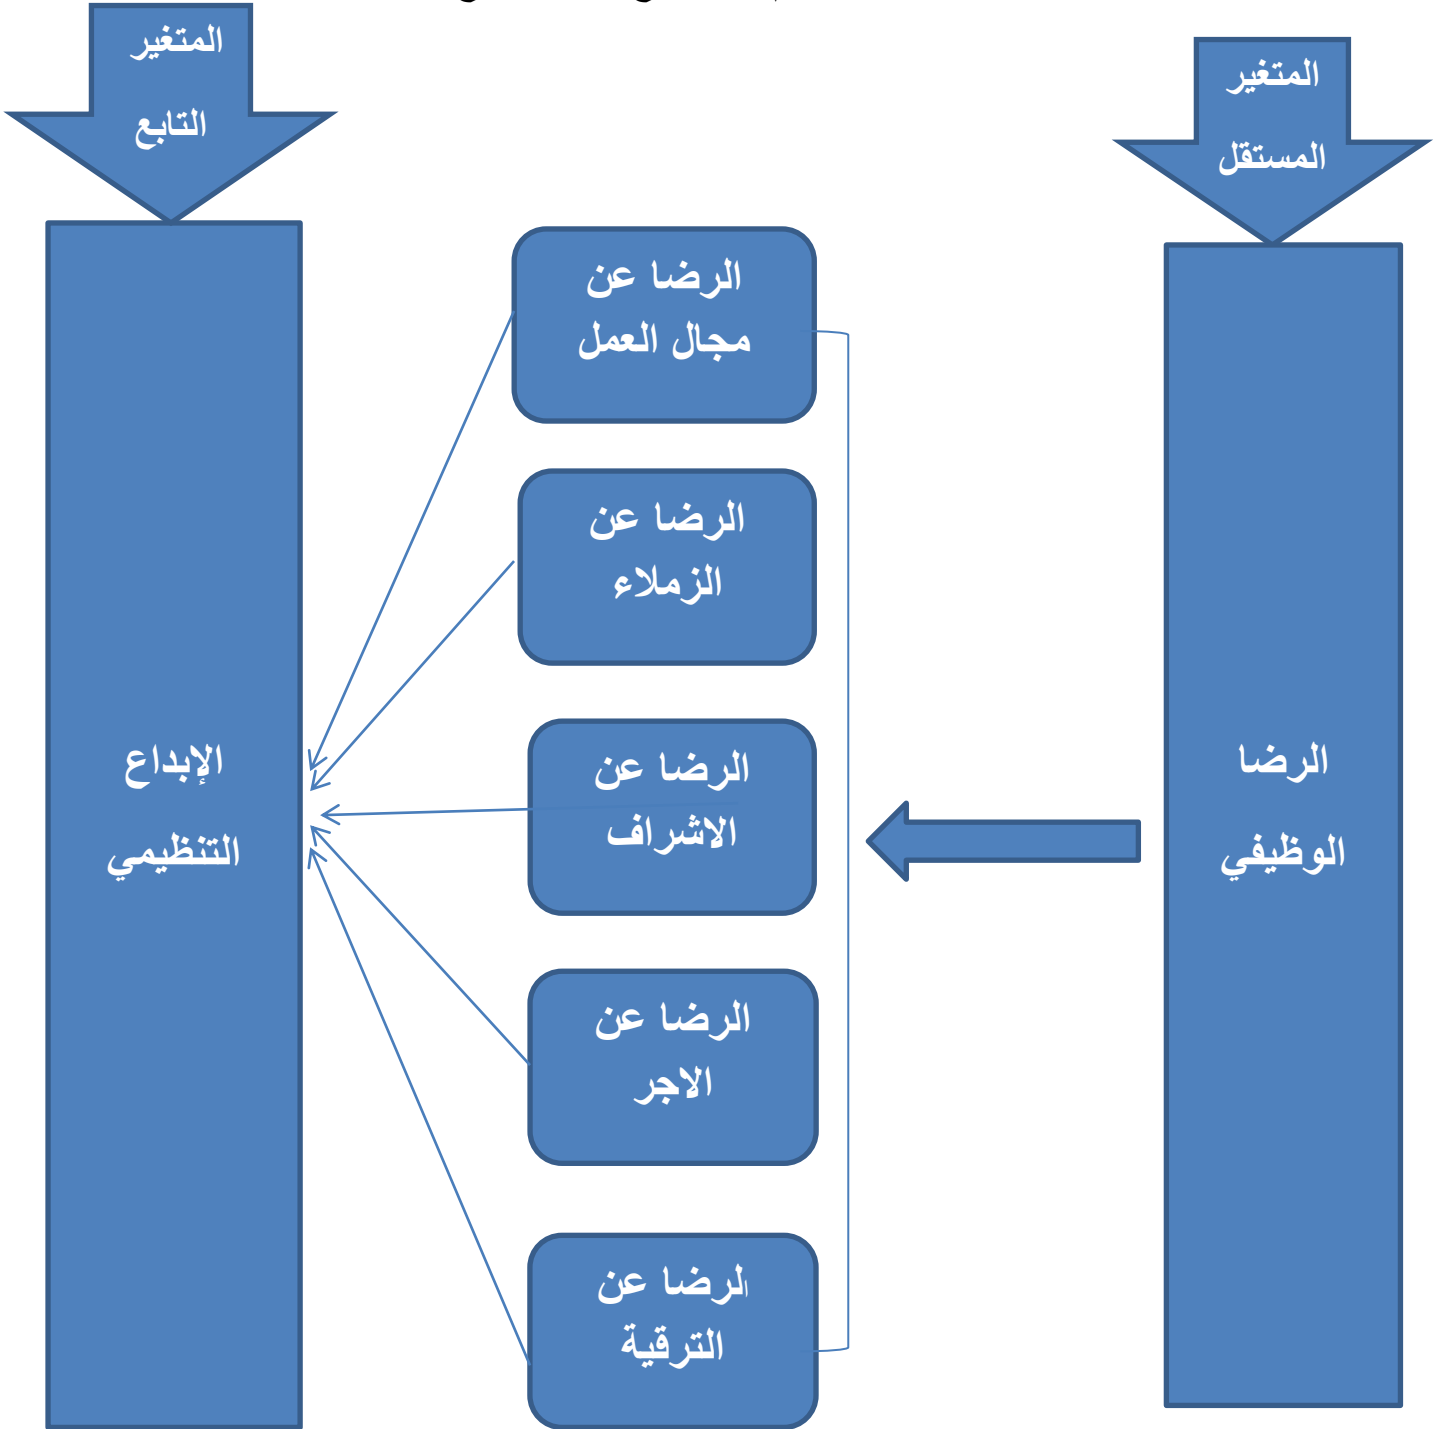 المتغير
المستقل
المتغير
التابع
الرضا عن
مجال العمل
الرضا عن
الزملاء
الرضا
الوظيفي
الرضا عن
الاشراف
الإبداع
التنظيمي
الرضا عن
الاجر
الرضا عن
الترقية